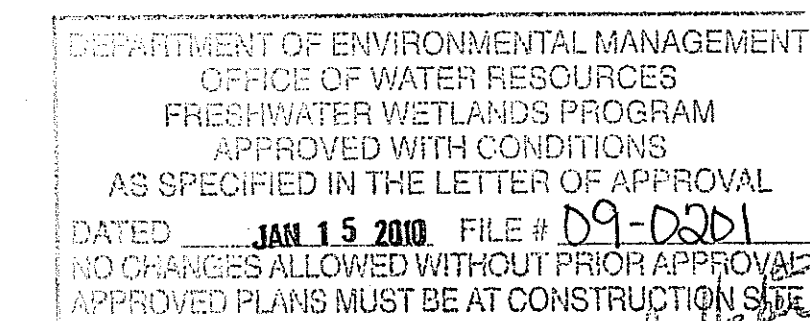 DEPARTMENT OF ENVIRONMENTAL MANAGEMENT
OFFICE OF WATER RESOURCES
FRESHWATER WETLANDS PROGRAM
APPROVED WITH CONDITIONS
AS SPECIFIED IN THE LETTER OF APPROVAL
DATED JAN 15 2010 FILE # 09-0201
NO CHANGES ALLOWED WITHOUT PRIOR APPROVAL
APPROVED PLANS MUST BE AT CONSTRUCTION SITE